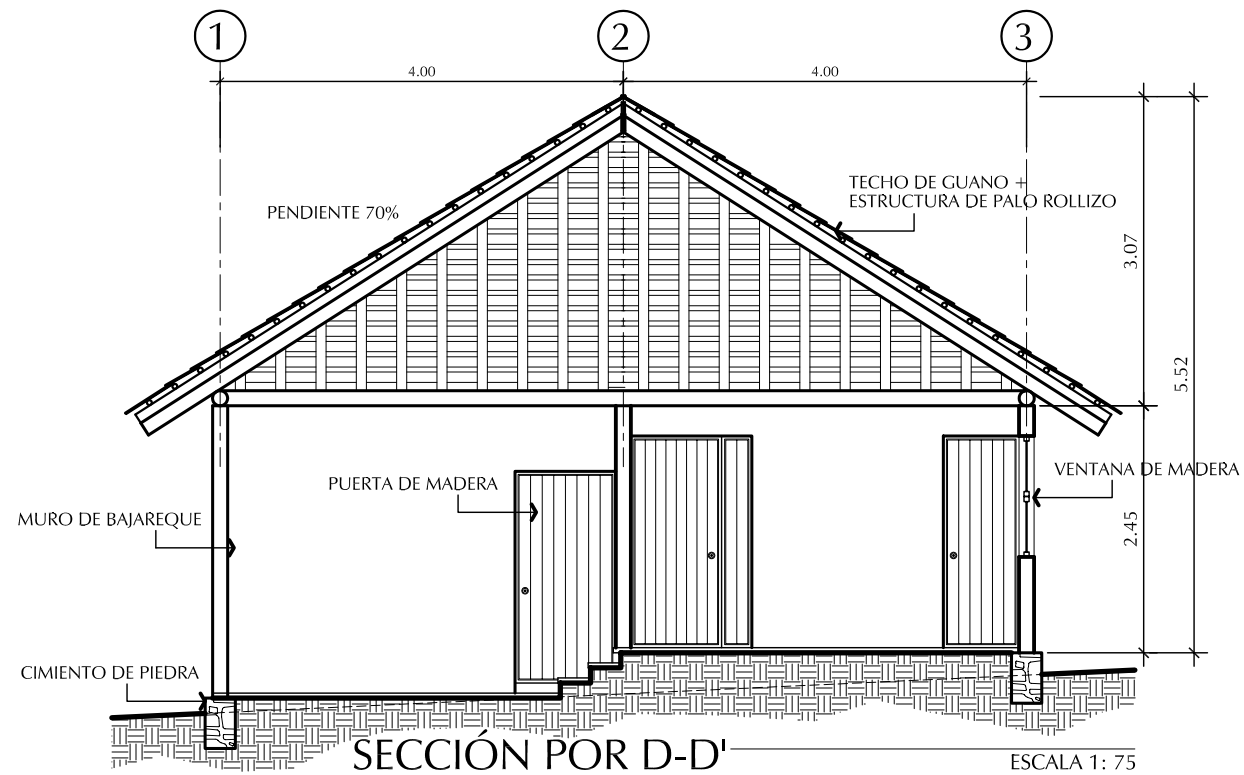 1
2
3
4.00
4.00
PENDIENTE 70%
TECHO DE GUANO +
ESTRUCTURA DE PALO ROLLIZO
3.07
5.52
PUERTA DE MADERA
VENTANA DE MADERA
MURO DE BAJAREQUE
2.45
CIMIENTO DE PIEDRA
SECCIÓN POR D-D'
ESCALA 1: 75